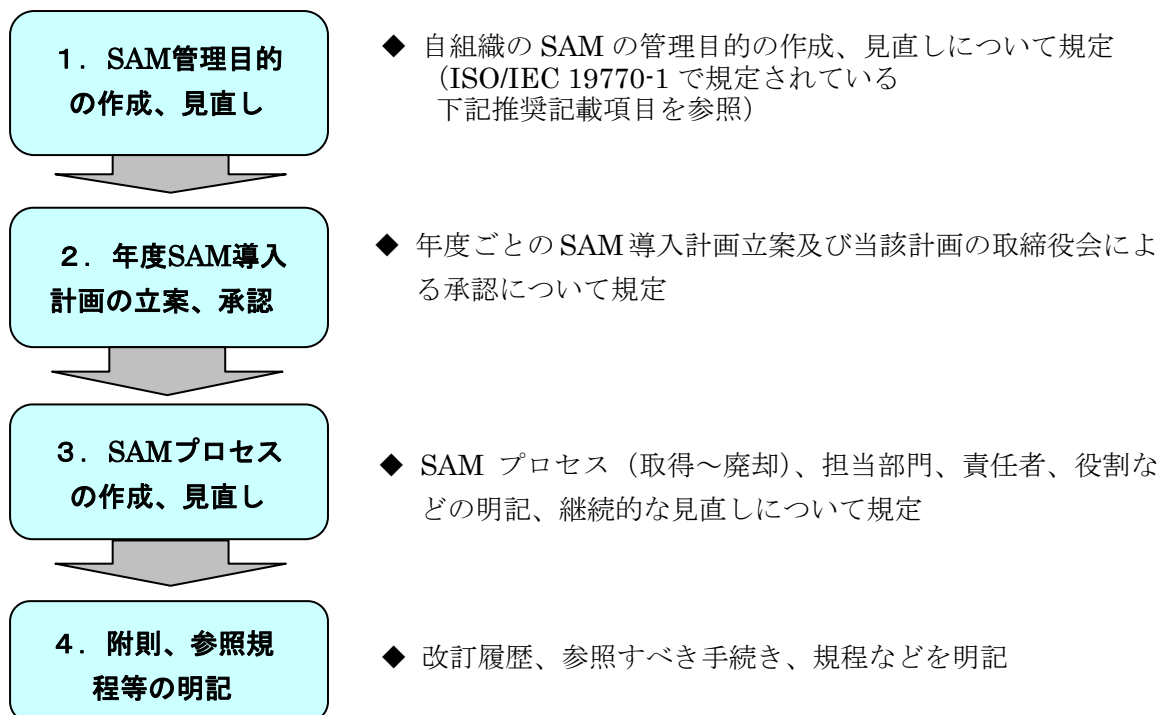 １．SAM管理目的
の作成、見直し
◆ 自組織の SAM の管理目的の作成、見直しについて規定
（ISO/IEC 19770-1 で規定されている
下記推奨記載項目を参照）
２．年度SAM導入
計画の立案、承認
◆ 年度ごとの SAM 導入計画立案及び当該計画の取締役会によ
る承認について規定
３．SAMプロセス
の作成、見直し
◆ SAM プロセス（取得～廃却）、担当部門、責任者、役割な
どの明記、継続的な見直しについて規定
４．附則、参照規
程等の明記
◆ 改訂履歴、参照すべき手続き、規程などを明記